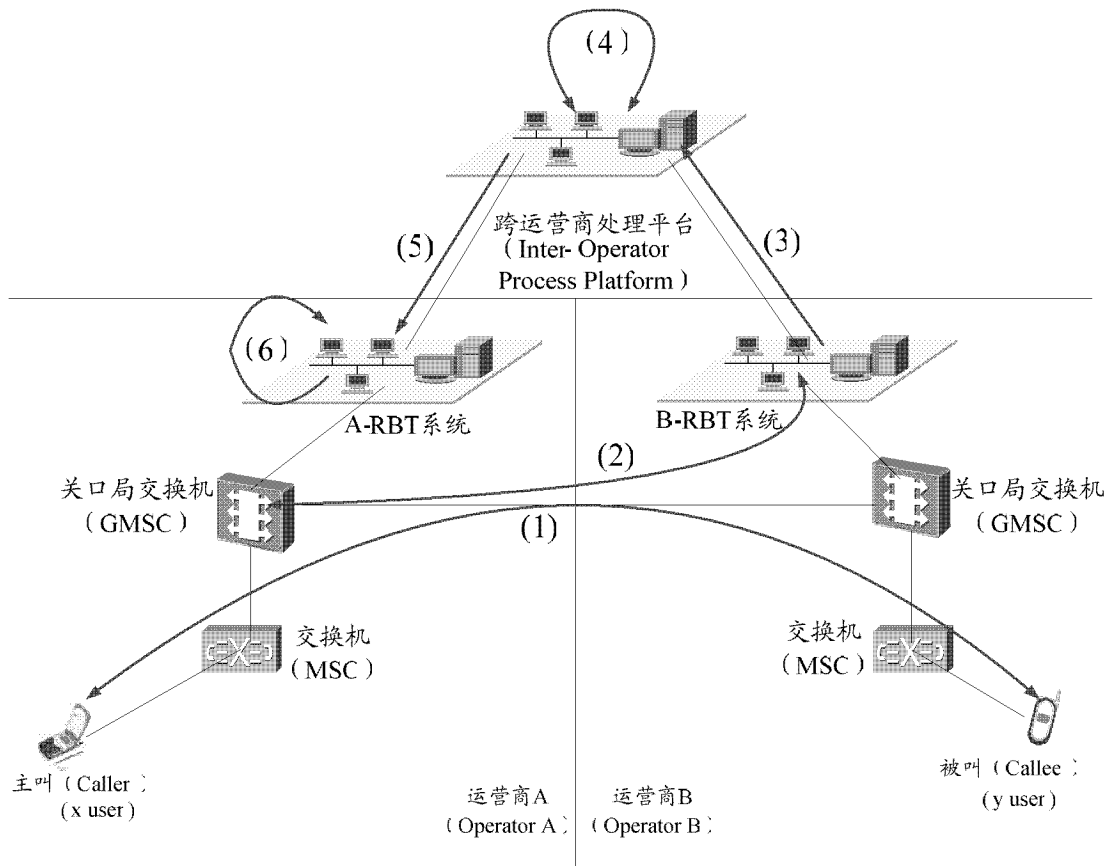 (4)
跨运营商处理平台
(Inter- Operator
Process Platform)
(5)
(3)
(6)
A-RBT系统
B-RBT系统
(2)
关口局交换机
(GMSC)
(1)
关口局交换机
(GMSC)
交换机
(MSC)
交换机
(MSC)
主叫(Caller)
(x user)
运营商A
(Operator A)
运营商B
(Operator B)
被叫(Callee)
(y user)